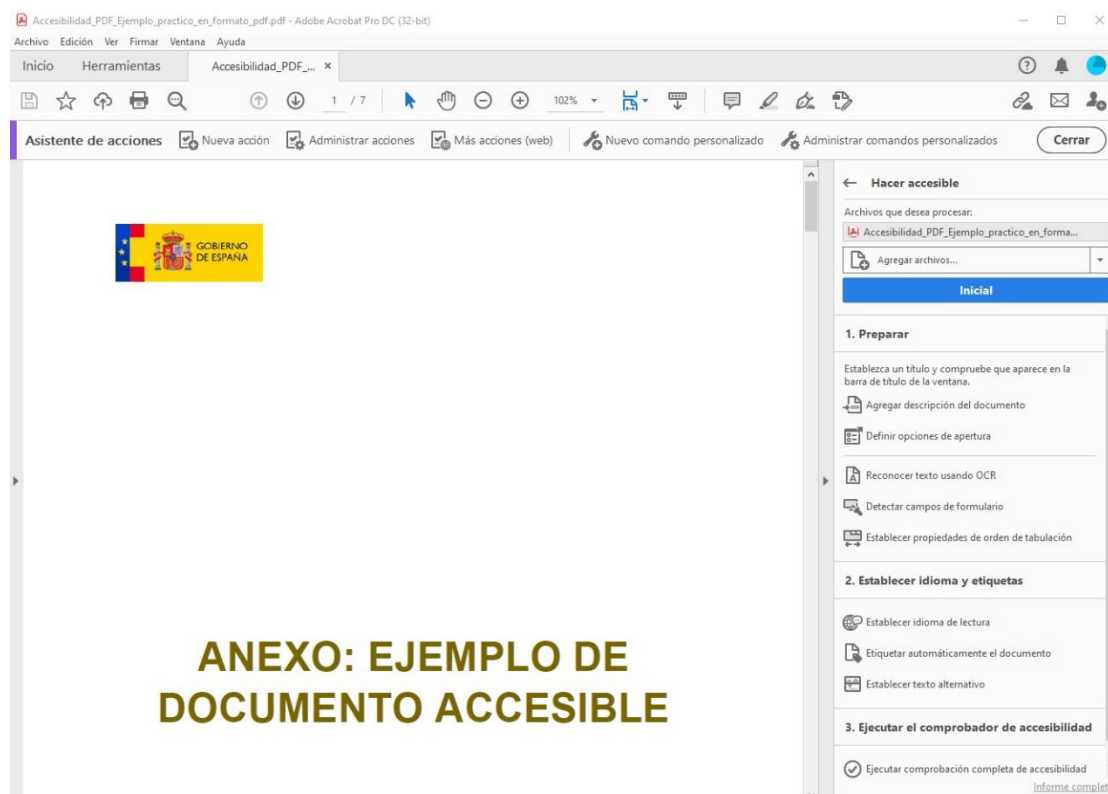 Accesibilidad_PDF_Ejemplo_practico_en_formato_pdf.pdf - Adobe Acrobat Pro DC (32-bit)
Archivo Edición Ver Firmar Ventana Ayuda
Inicio Herramientas Accesibilidad_PDF_... ×
1 / 7 102%
Asistente de acciones Nueva acción Administrar acciones Más acciones (web) Nuevo comando personalizado Administrar comandos personalizados Cerrar
GOBIERNO
DE ESPAÑA
ANEXO: EJEMPLO DE
DOCUMENTO ACCESIBLE
Hacer accesible
Archivos que desea procesar:
Accesibilidad_PDF_Ejemplo_practico_en_forma...
Agregar archivos...
Inicial
1. Preparar
Establezca un título y compruebe que aparece en la
barra de título de la ventana.
Agregar descripción del documento
Definir opciones de apertura
Reconocer texto usando OCR
Detectar campos de formulario
Establecer propiedades de orden de tabulación
2. Establecer idioma y etiquetas
Establecer idioma de lectura
Etiquetar automáticamente el documento
Establecer texto alternativo
3. Ejecutar el comprobador de accesibilidad
Ejecutar comprobación completa de accesibilidad
Informe complet